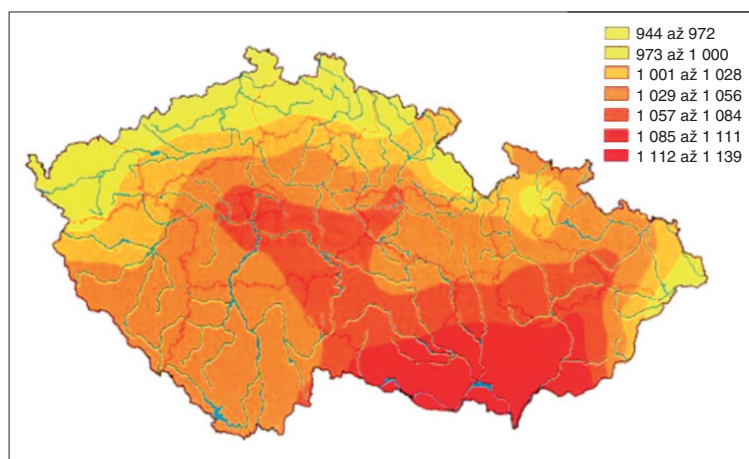 944 až 972
973 až 1 000
1 001 až 1 028
1 029 až 1 056
1 057 až 1 084
1 085 až 1 111
1 112 až 1 139